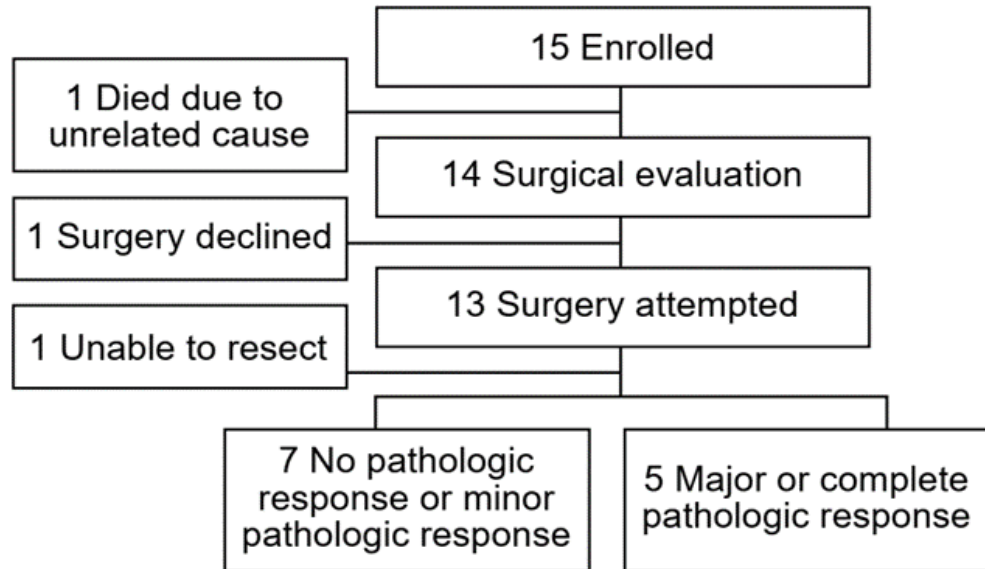 15 Enrolled
1 Died due to
unrelated cause
14 Surgical evaluation
1 Surgery declined
13 Surgery attempted
1 Unable to resect
7 No pathologic
response or minor
pathologic response
5 Major or complete
pathologic response